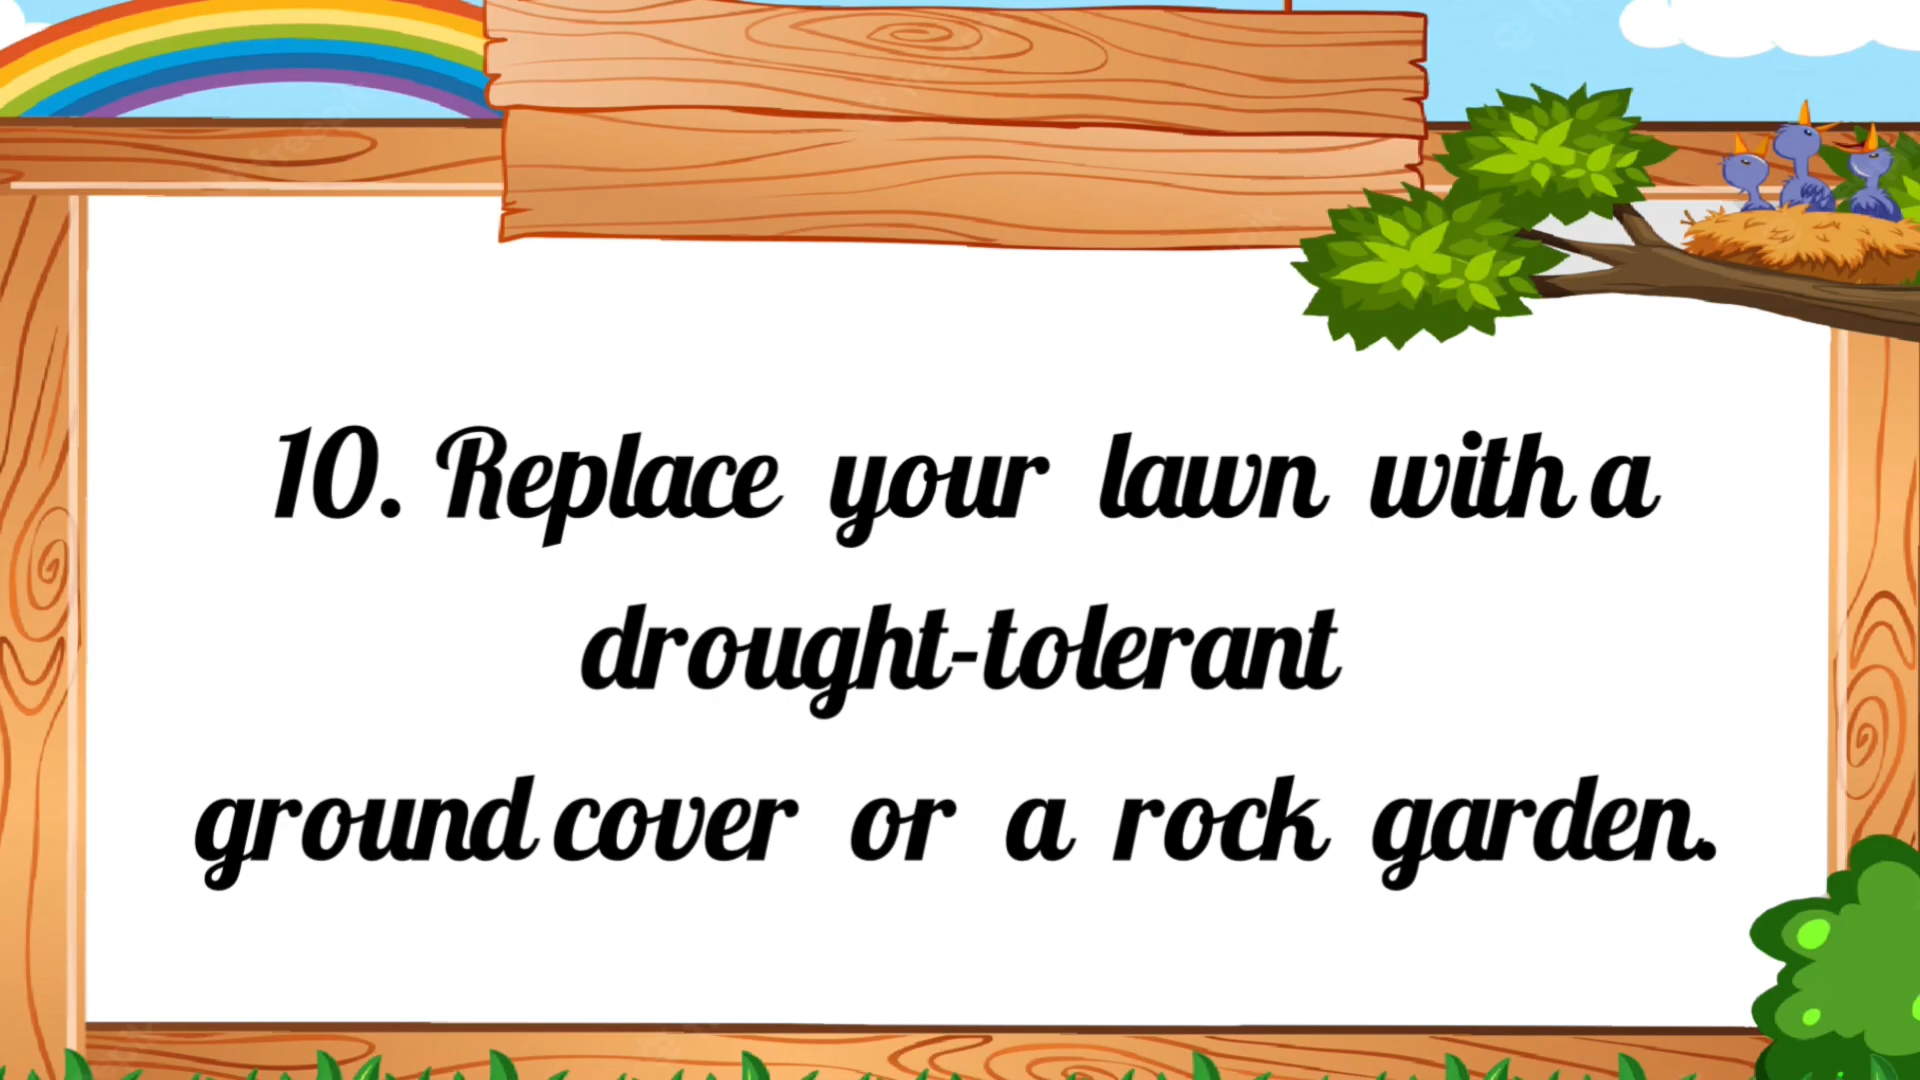 10. Replace your lawn with a
drought-tolerant
ground cover or a rock garden.